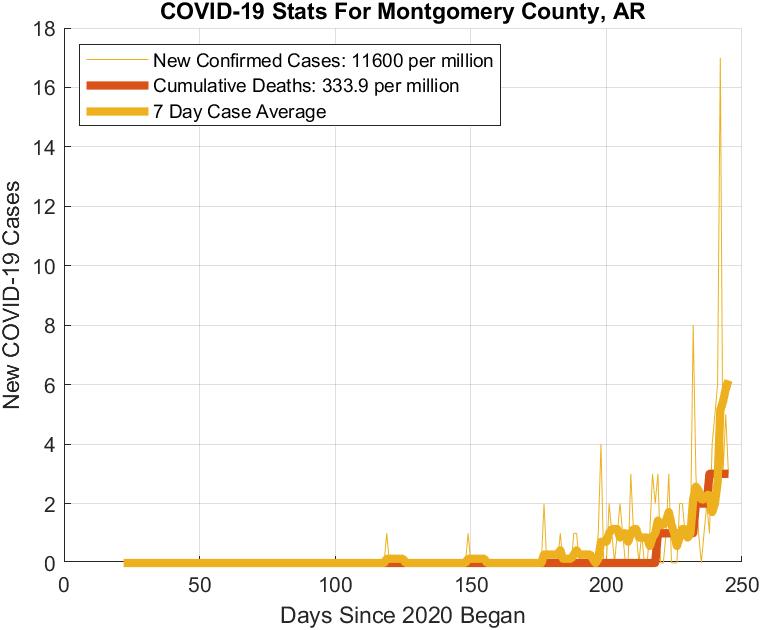 COVID-19 Stats For Montgomery County, AR
New Confirmed Cases: 11600 per million
Cumulative Deaths: 333.9 per million
7 Day Case Average
New COVID-19 Cases
18
16
14
12
10
8
6
4
2
0
0 50 100 150 200 250
Days Since 2020 Began